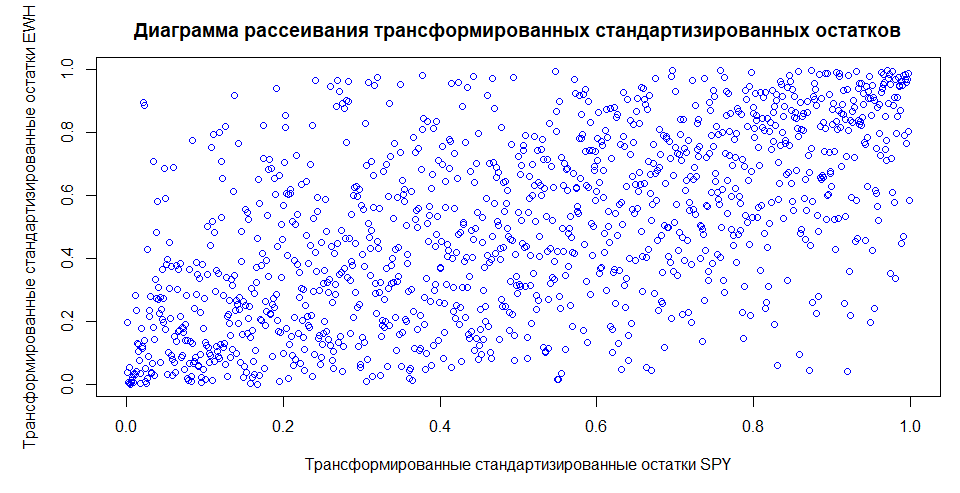 Диаграмма рассеивания трансформированных стандартизированных остатков
Трансформированные стандартизированные остатки EWH
1.0
0.8
0.6
0.4
0.2
0.0
0.0 0.2 0.4 0.6 0.8 1.0
Трансформированные стандартизированные остатки SPY